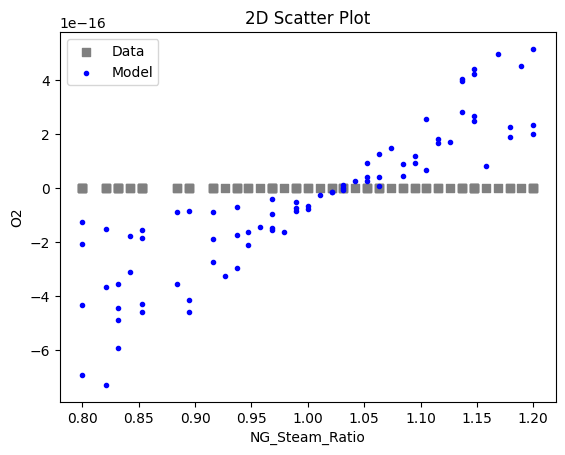 2D Scatter Plot
1e−16
Data
Model
4
2
0
−2
−4
−6
O2
0.80 0.85 0.90 0.95 1.00 1.05 1.10 1.15 1.20
NG_Steam_Ratio